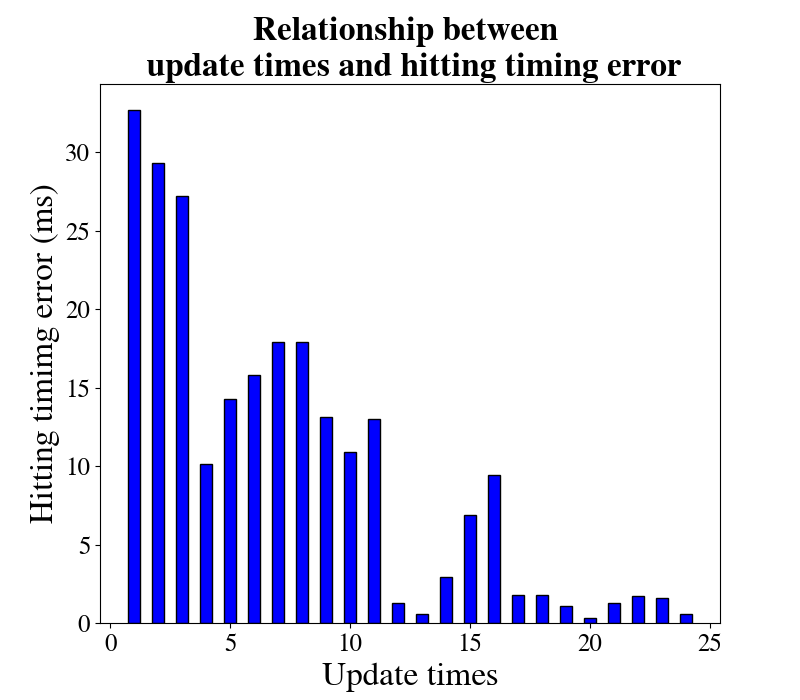 Relationship between
update times and hitting timing error
Hitting timimg error (ms)
30
25
20
15
10
5
0
0 5 10 15 20 25
Update times